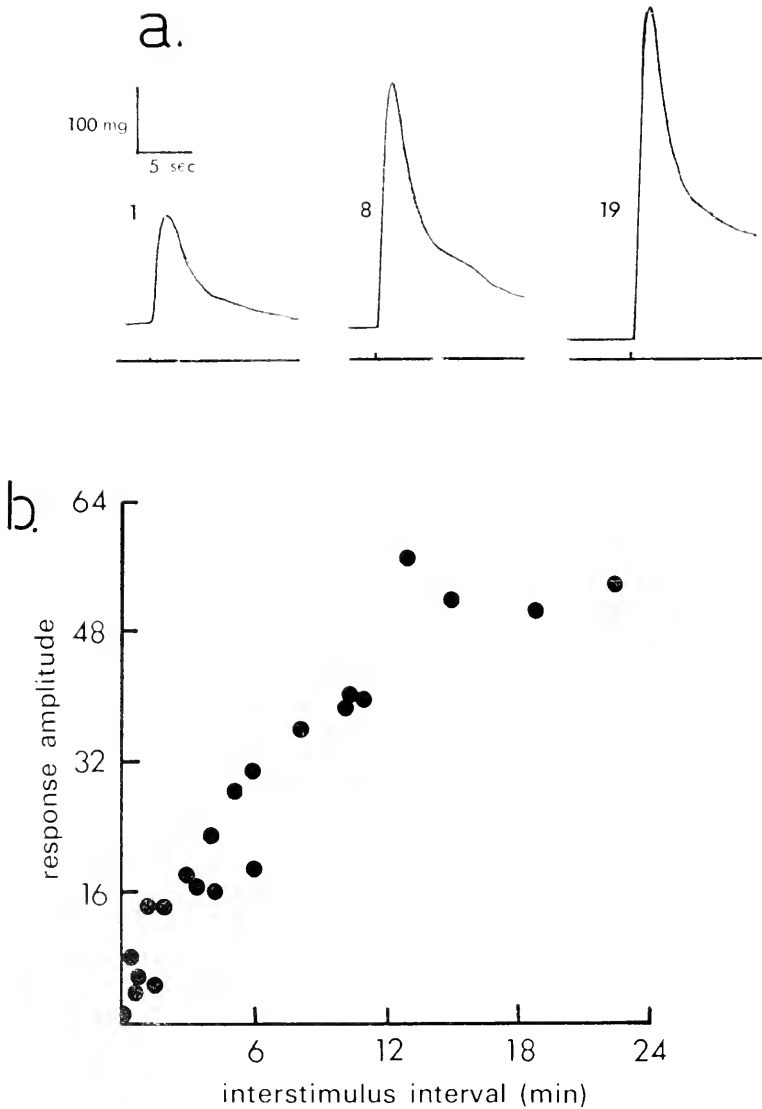 a.
100 mg
5 sec
1
8
19
b.
64
48
32
16
response amplitude
6 12 18 24
interstimulus interval (min)